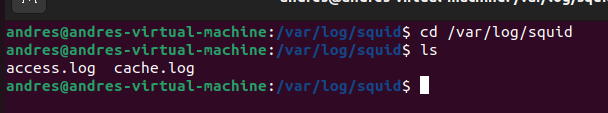 andres@andres-virtual-machine:/var/log/squid$ cd /var/log/squid
andres@andres-virtual-machine:/var/log/squid$ ls
access.log  cache.log
andres@andres-virtual-machine:/var/log/squid$